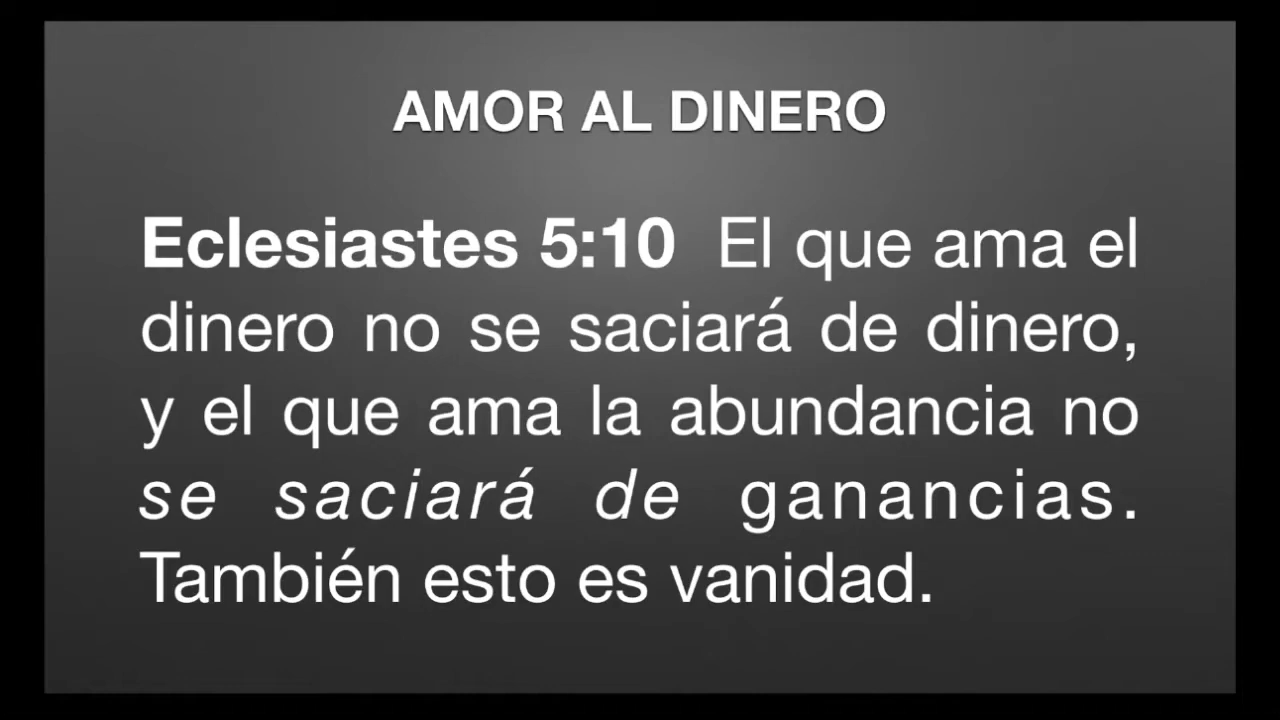 AMOR AL DINERO
Eclesiastes 5:10 El que ama el
dinero no se saciará de dinero,
y el que ama la abundancia no
se saciará de ganancias.
También esto es vanidad.